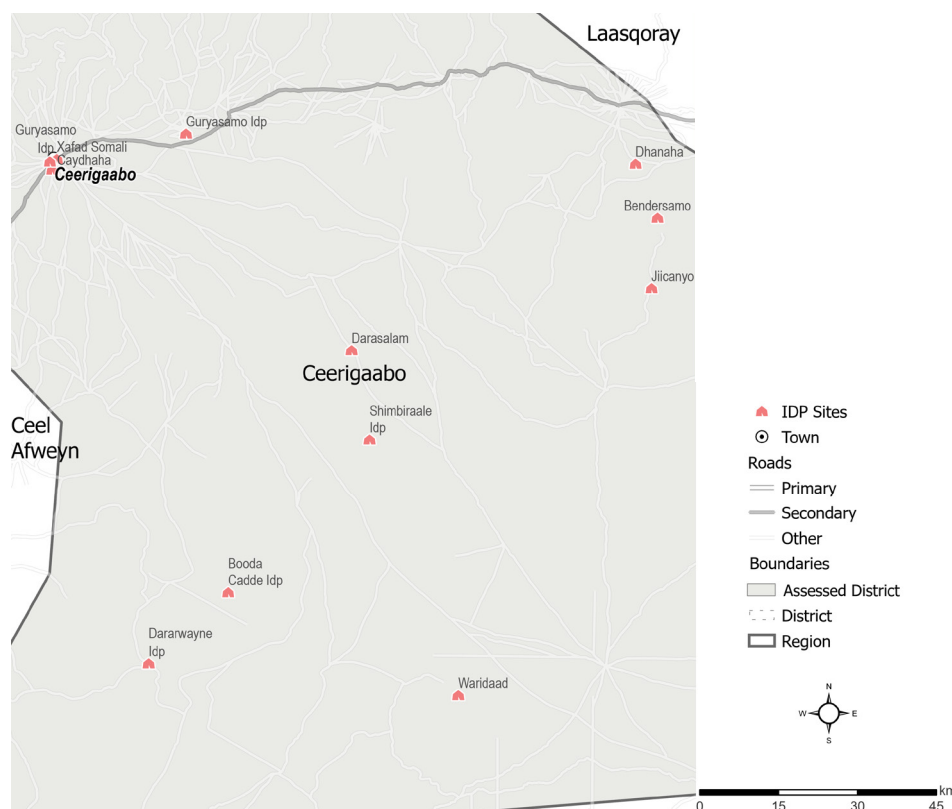 Laasqoray
Guryasamo Idp
Guryasamo
Idp
Xafad Somali
Caydhaha
Ceerigaabo
Dhanaha
Bendersamo
Jiicanyo
Darasalam
Ceerigaabo
Shimbiraale
Idp
Ceel
Afweyn
Booda
Cadde Idp
Dararwayne
Idp
Waridaad
IDP Sites
Town
Roads
Primary
Secondary
Other
Boundaries
Assessed District
District
Region
N
W
E
S
km
0
15
30
45